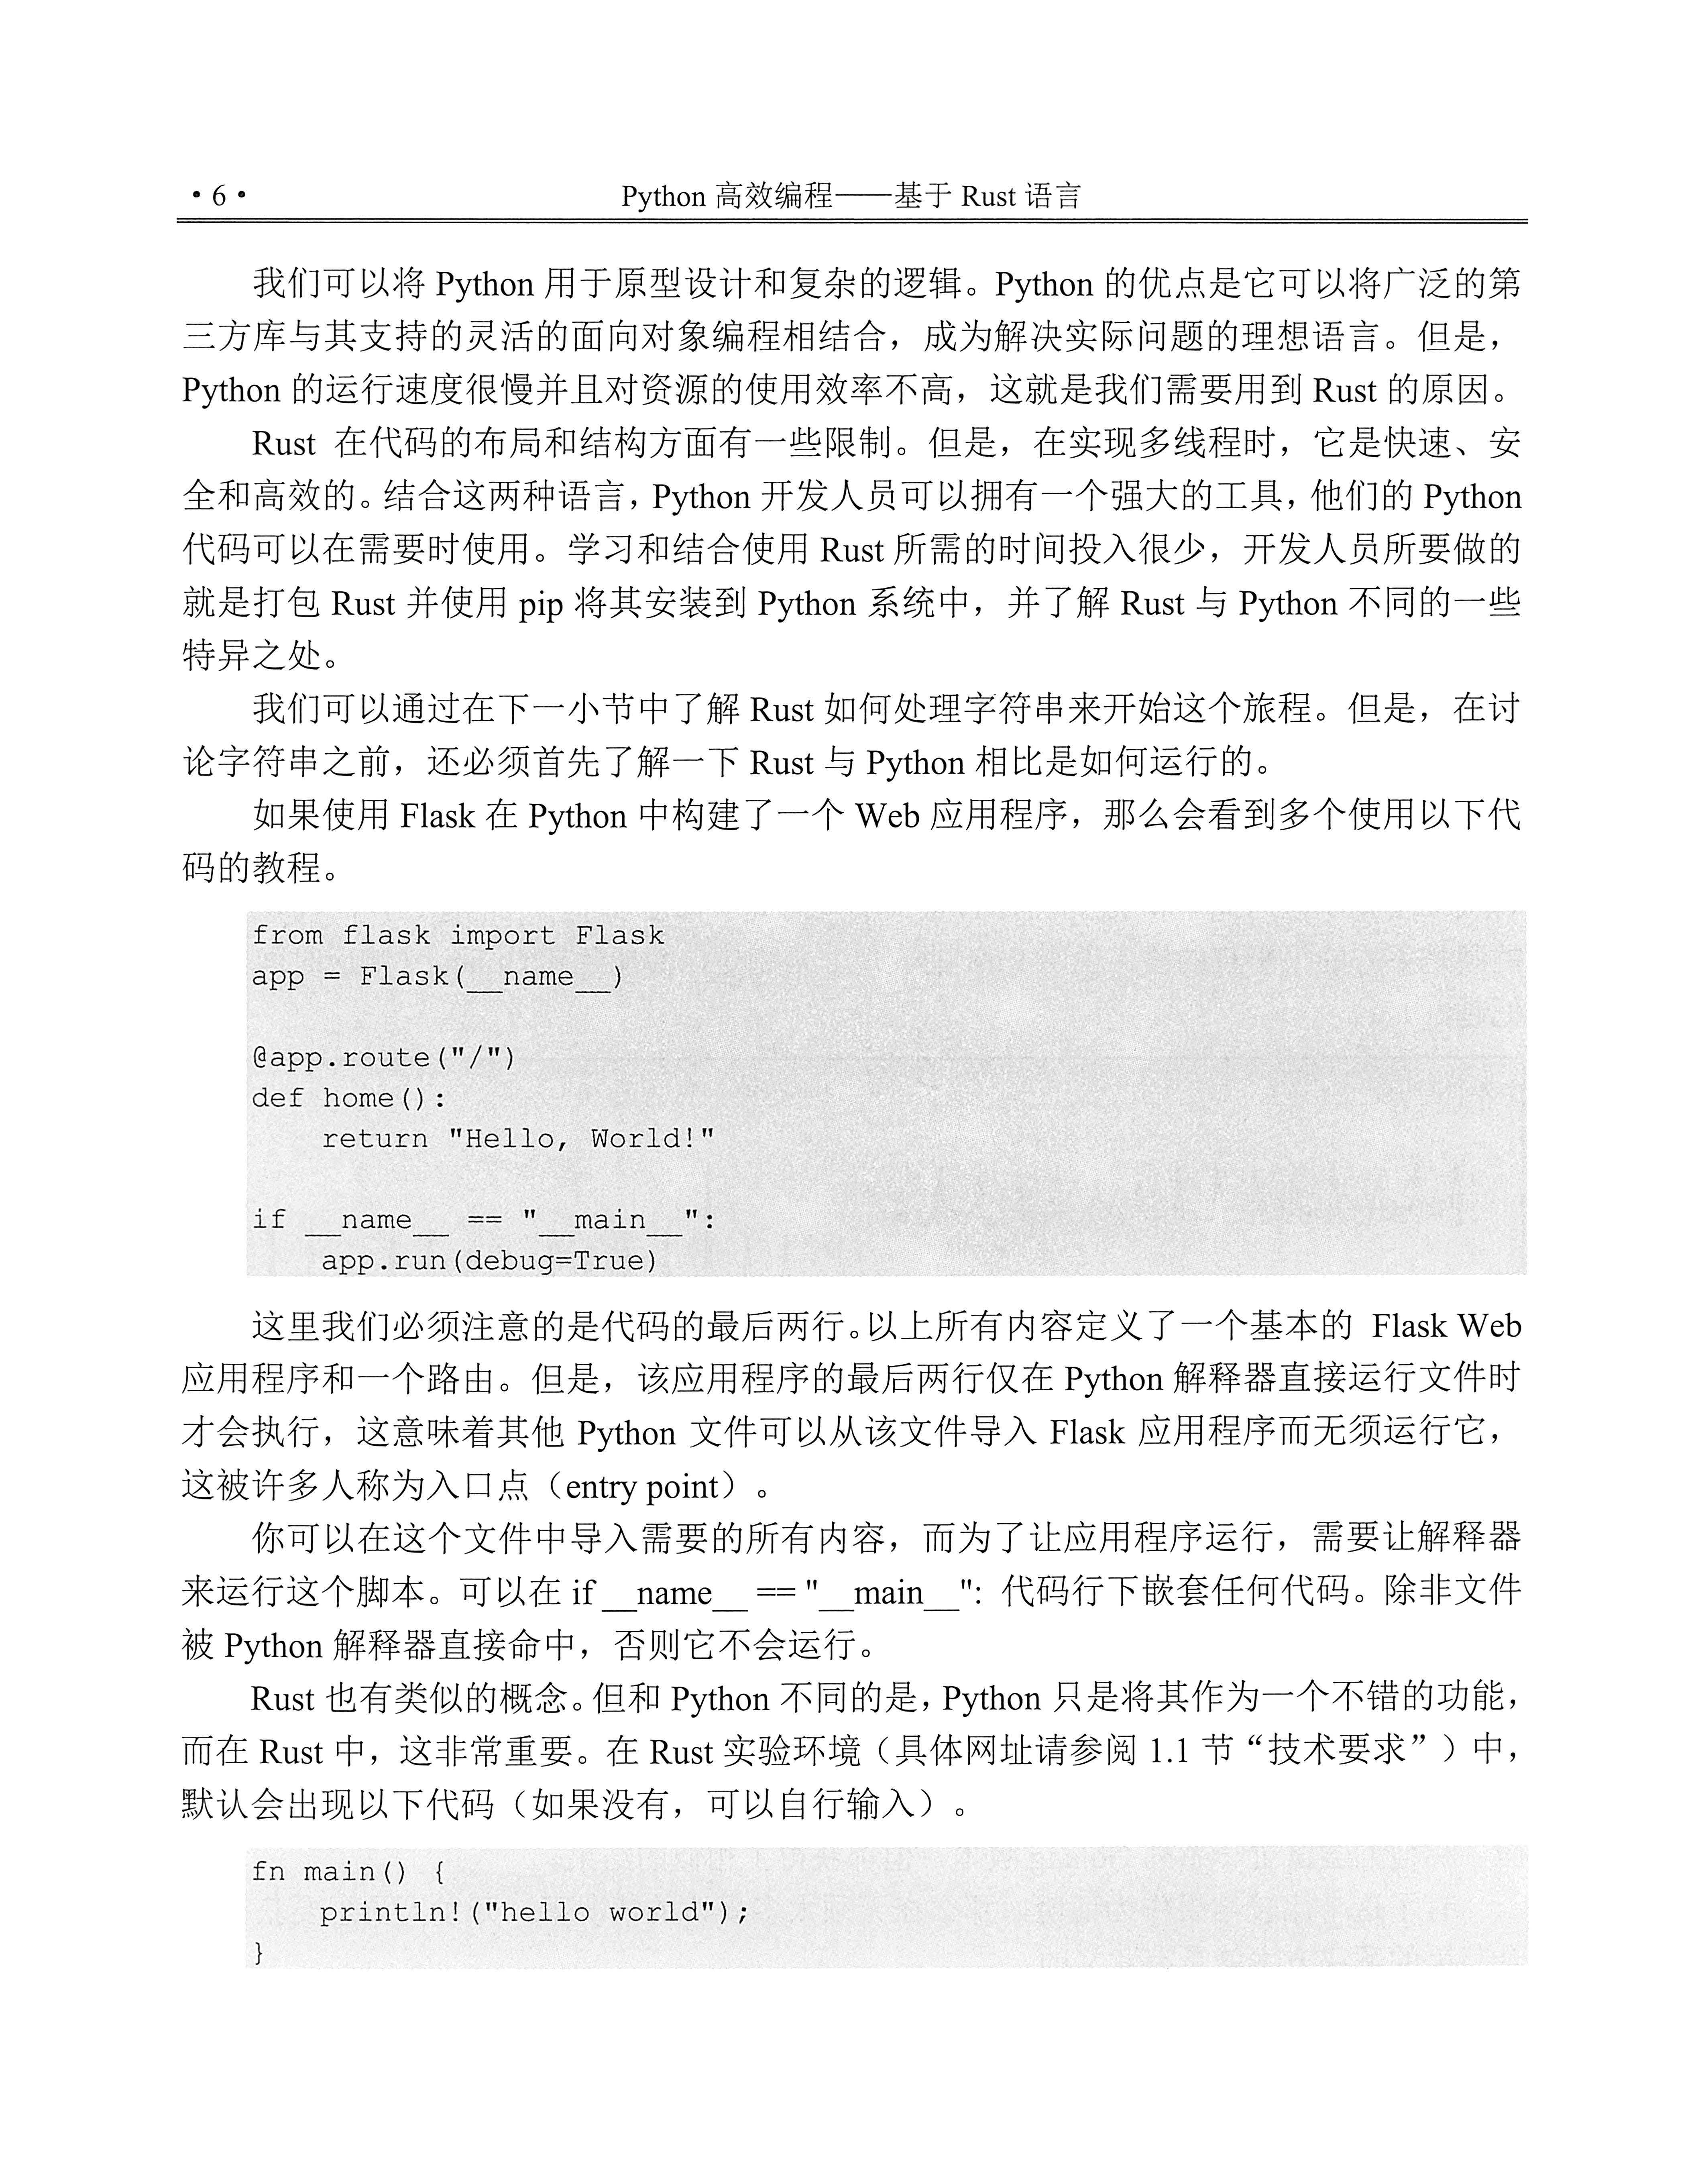 • 6 •
Python 高效编程——基于 Rust 语言
我们可以将 Python 用于原型设计和复杂的逻辑。Python 的优点是它可以将广泛的第
三方库与其支持的灵活的面向对象编程相结合，成为解决实际问题的理想语言。但是，
Python 的运行速度很慢并且对资源的使用效率不高，这就是我们需要用到 Rust 的原因。
Rust 在代码的布局和结构方面有一些限制。但是，在实现多线程时，它是快速、安
全和高效的。结合这两种语言，Python 开发人员可以拥有一个强大的工具，他们的 Python
代码可以在需要时使用。学习和结合使用 Rust 所需的时间投入很少，开发人员所要做的
就是打包 Rust 并使用 pip 将其安装到 Python 系统中，并了解 Rust 与 Python 不同的一些
特异之处。
我们可以通过在下一小节中了解 Rust 如何处理字符串来开始这个旅程。但是，在讨
论字符串之前，还必须首先了解一下 Rust 与 Python 相比是如何运行的。
如果使用 Flask 在 Python 中构建了一个 Web 应用程序，那么会看到多个使用以下代
码的教程。
from flask import Flask
app = Flask(__name__)
@app.route("/")
def home():
    return "Hello, World!"
if __name__ == "__main__":
    app.run(debug=True)
这里我们必须注意的是代码的最后两行。以上所有内容定义了一个基本的 Flask Web
应用程序和一个路由。但是，该应用程序的最后两行仅在 Python 解释器直接运行文件时
才会执行，这意味着其他 Python 文件可以从该文件导入 Flask 应用程序而无须运行它，
这被许多人称为入口点（entry point）。
你可以在这个文件中导入需要的所有内容，而为了让应用程序运行，需要让解释器
来运行这个脚本。可以在 if __name__ == "__main__": 代码行下嵌套任何代码。除非文件
被 Python 解释器直接命中，否则它不会运行。
Rust 也有类似的概念。但和 Python 不同的是，Python 只是将其作为一个不错的功能，
而在 Rust 中，这非常重要。在 Rust 实验环境（具体网址请参阅 1.1 节“技术要求”）中，
默认会出现以下代码（如果没有，可以自行输入）。
fn main() {
    println!("hello world");
}